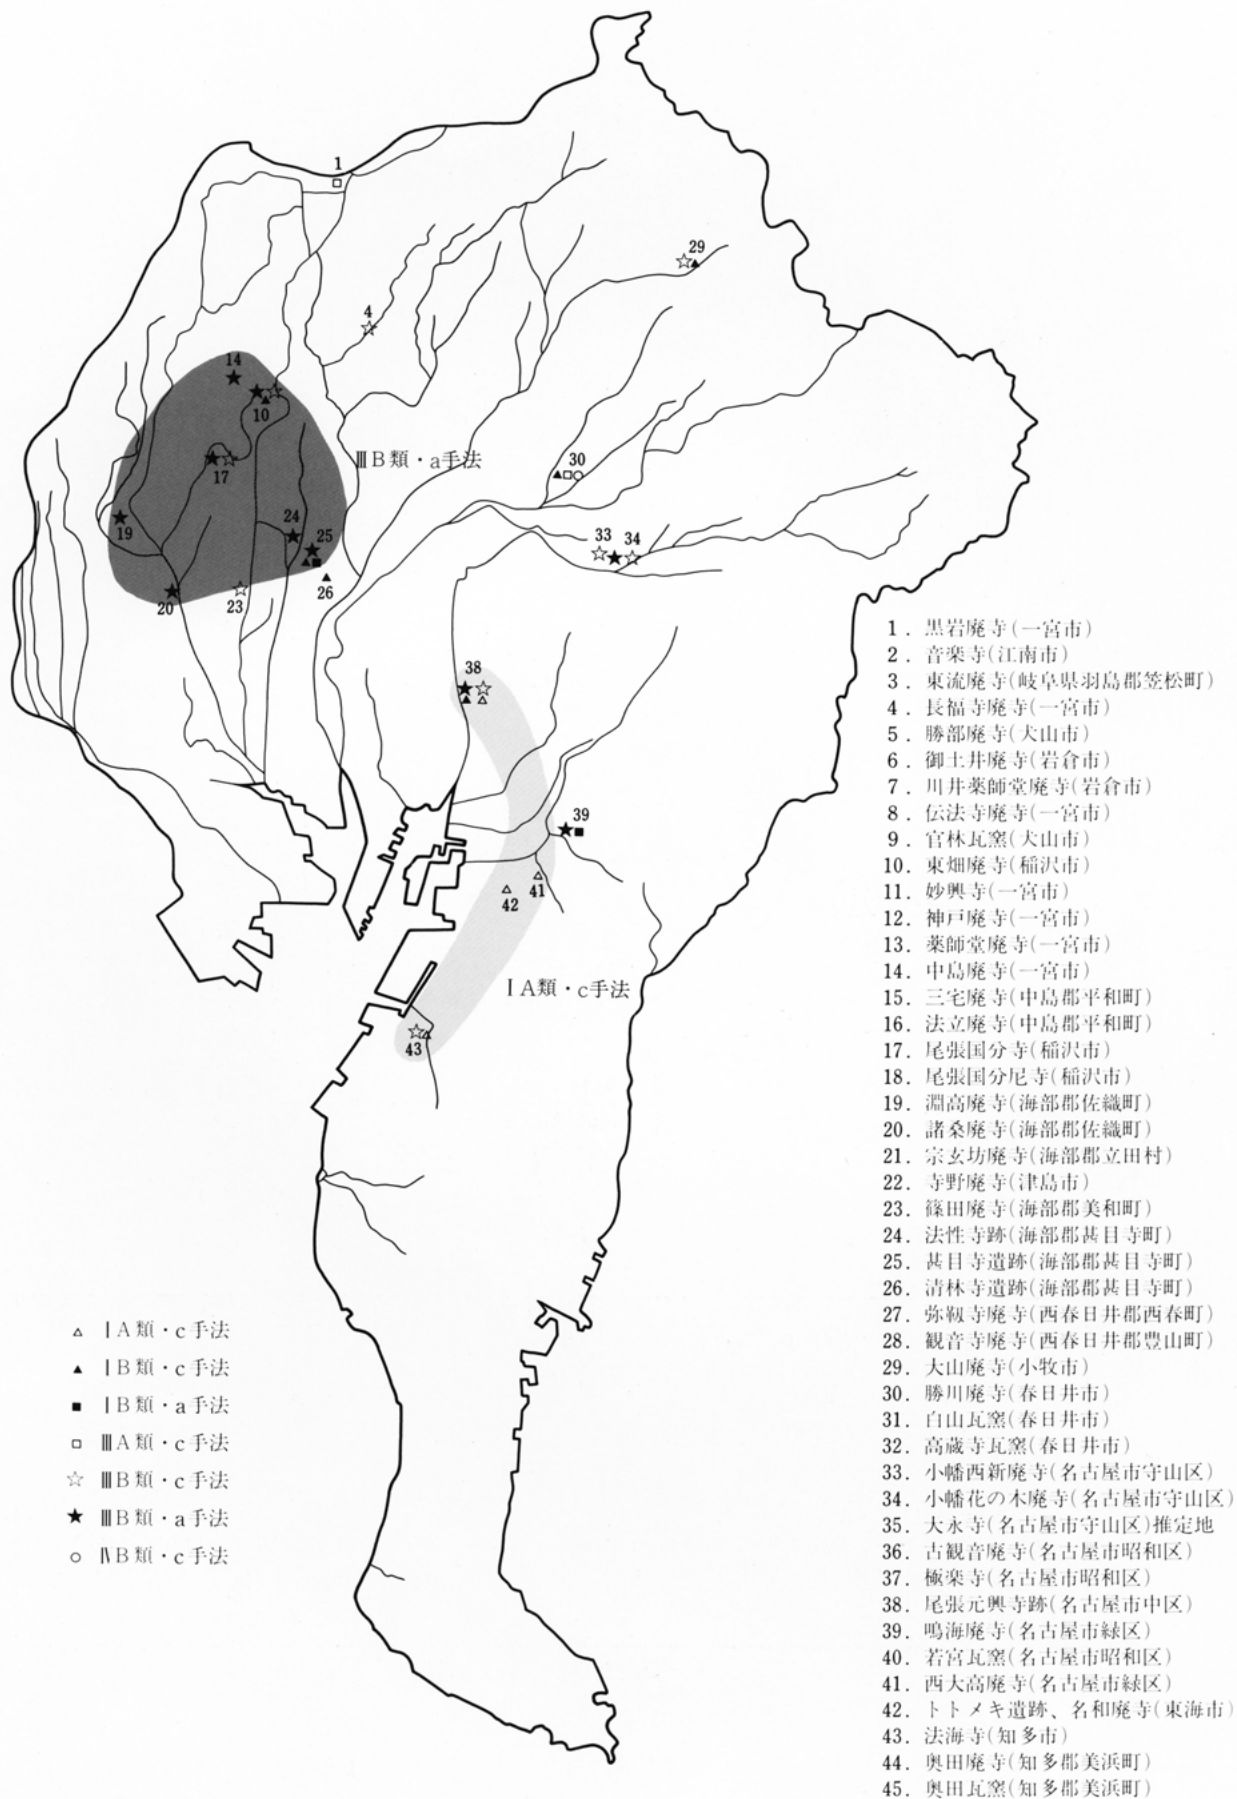 1
29
4
14
10
ⅢB類・a手法
17
30
19
24
25
33
34
20
23
26
38
39
41
42
ⅠA類・c手法
43
ⅠA類・c手法
ⅠB類・c手法
ⅠB類・a手法
ⅢA類・c手法
ⅢB類・c手法
ⅢB類・a手法
ⅣB類・c手法
1．黒岩廃寺(一宮市)
2．音楽寺(江南市)
3．東流廃寺(岐阜県羽島郡笠松町)
4．長福寺廃寺(一宮市)
5．勝部廃寺(犬山市)
6．御土井廃寺(岩倉市)
7．川井薬師堂廃寺(岩倉市)
8．伝法寺廃寺(一宮市)
9．官林瓦窯(犬山市)
10．東畑廃寺(稲沢市)
11．妙興寺(一宮市)
12．神戸廃寺(一宮市)
13．薬師堂廃寺(一宮市)
14．中島廃寺(一宮市)
15．三宅廃寺(中島郡平和町)
16．法立廃寺(中島郡平和町)
17．尾張国分寺(稲沢市)
18．尾張国分尼寺(稲沢市)
19．淵高廃寺(海部郡佐織町)
20．諸桑廃寺(海部郡佐織町)
21．宗玄坊廃寺(海部郡立田村)
22．寺野廃寺(津島市)
23．篠田廃寺(海部郡美和町)
24．法性寺跡(海部郡甚目寺町)
25．甚目寺遺跡(海部郡甚目寺町)
26．清林寺遺跡(海部郡甚目寺町)
27．弥勒寺廃寺(西春日井郡西春町)
28．観音寺廃寺(西春日井郡豊山町)
29．大山廃寺(小牧市)
30．勝川廃寺(春日井市)
31．白山瓦窯(春日井市)
32．高蔵寺瓦窯(春日井市)
33．小幡西新廃寺(名古屋市守山区)
34．小幡花の木廃寺(名古屋市守山区)
35．大永寺(名古屋市守山区)推定地
36．古観音廃寺(名古屋市昭和区)
37．極楽寺(名古屋市昭和区)
38．尾張元興寺跡(名古屋市中区)
39．鳴海廃寺(名古屋市緑区)
40．若宮瓦窯(名古屋市昭和区)
41．西大高廃寺(名古屋市緑区)
42．トトメキ遺跡、名和廃寺(東海市)
43．法海寺(知多市)
44．奥田廃寺(知多郡美浜町)
45．奥田瓦窯(知多郡美浜町)